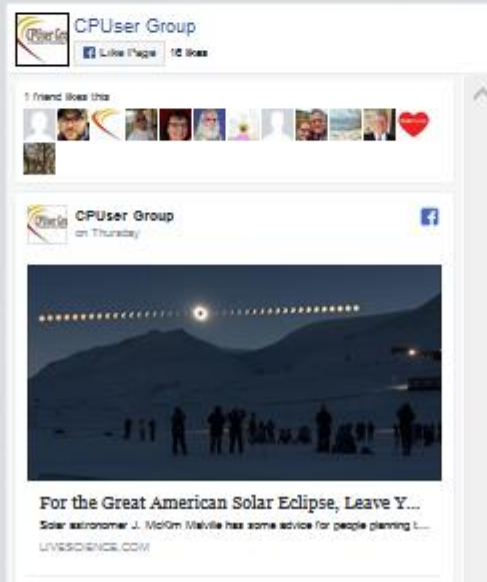 CPUser Group
Like Page 16 likes
1 friend likes this
CPUser Group
on Thursday
For the Great American Solar Eclipse, Leave Y...
Solar astronomer J. McKim Malville has some advice for people planning t...
LIVESCIENCE.COM